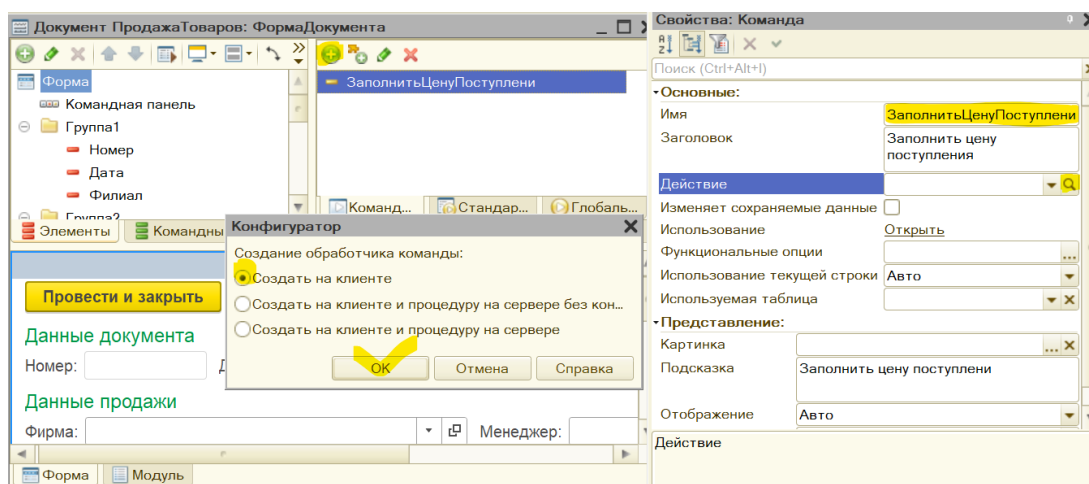 Документ ПродажаТоваров: ФормаДокумента
Форма
Командная панель
Группа1
Номер
Дата
Филиал
Элементы
Командны
ЗаполнитьЦенуПоступлени
Команд...
Стандар...
Глобаль...
Конфигуратор
Создание обработчика команды:
Создать на клиенте
Создать на клиенте и процедуру на сервере без кон...
Создать на клиенте и процедуру на сервере
ОК
Отмена
Справка
Провести и закрыть
Данные документа
Номер:
Данные продажи
Фирма:
Менеджер:
Форма
Модуль
Свойства: Команда
Поиск (Ctrl+Alt+I)
Основные:
Имя
ЗаполнитьЦенуПоступлени
Заголовок
Заполнить цену
поступления
Действие
Изменяет сохраняемые данные
Использование
Открыть
Функциональные опции
Использование текущей строки
Авто
Используемая таблица
Представление:
Картинка
Подсказка
Заполнить цену поступлени
Отображение
Авто
Действие